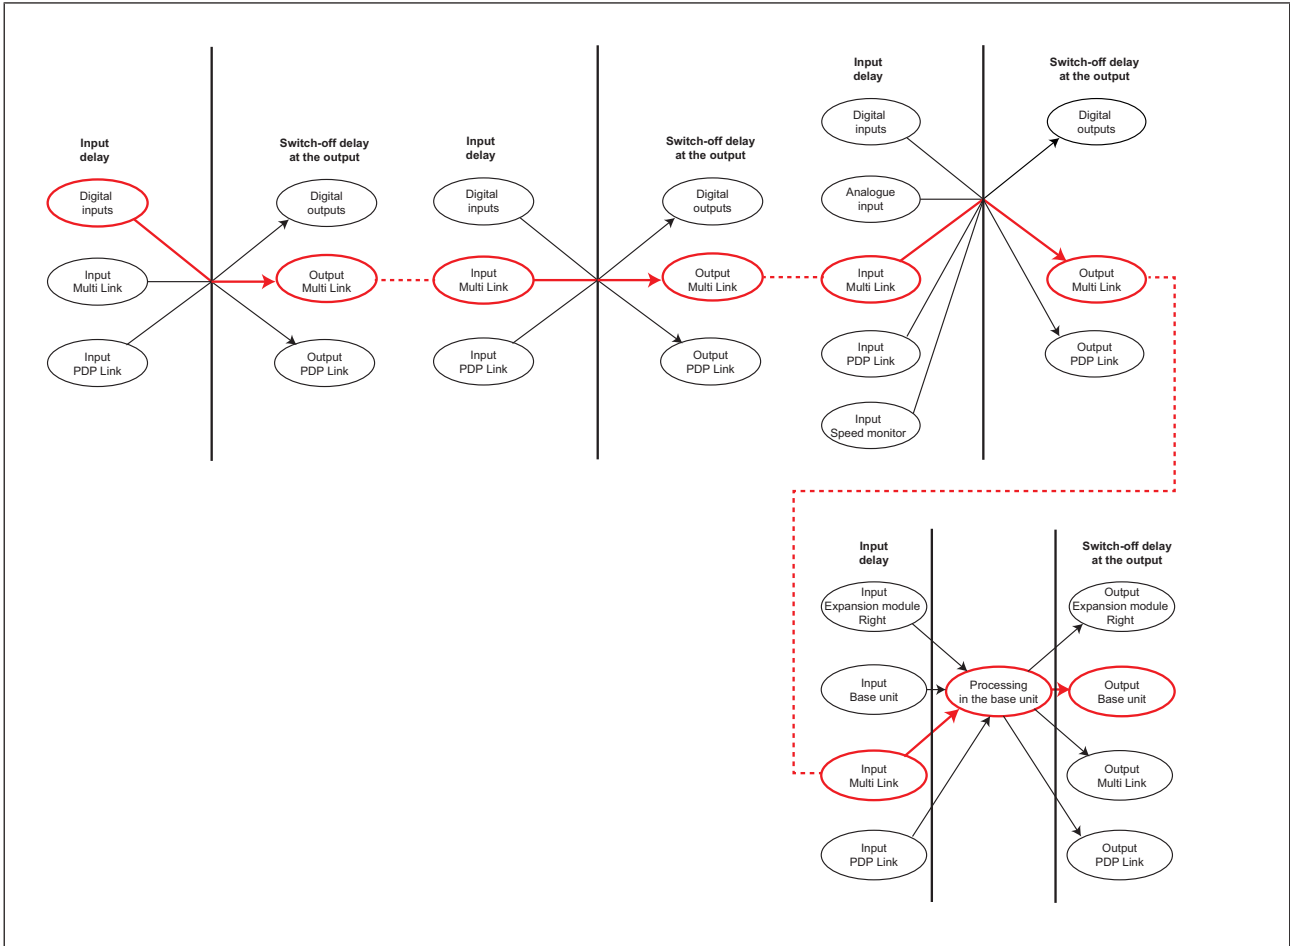 Input
delay
Switch-off delay
at the output
Digital
inputs
Digital
outputs
Input
Multi Link
Output
Multi Link
Input
PDP Link
Output
PDP Link
Input
delay
Switch-off delay
at the output
Digital
inputs
Digital
outputs
Input
Multi Link
Output
Multi Link
Input
PDP Link
Output
PDP Link
Input
delay
Switch-off delay
at the output
Digital
inputs
Digital
outputs
Analogue
input
Input
Multi Link
Output
Multi Link
Input
PDP Link
Output
PDP Link
Input
Speed monitor
Input
delay
Switch-off delay
at the output
Input
Expansion module
Right
Output
Expansion module
Right
Input
Base unit
Processing
in the base unit
Output
Base unit
Input
Multi Link
Output
Multi Link
Input
PDP Link
Output
PDP Link